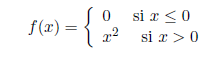 f(x) = { 0 si x ≤ 0
x² si x > 0